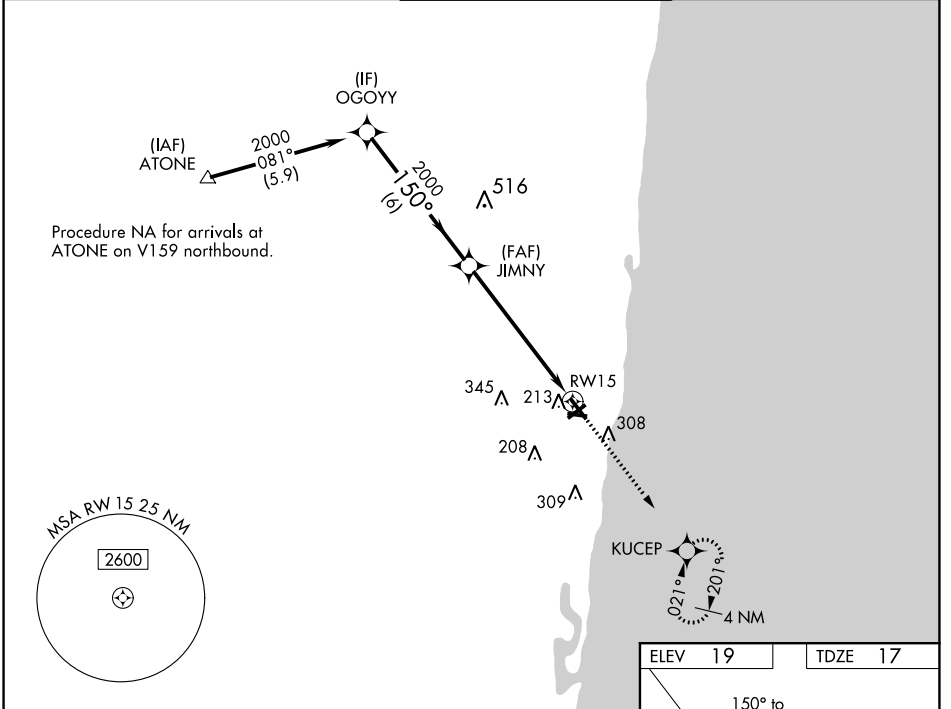 (IF)
OGOYY
(IAF)
ATONE
2000
081°
(5.9)
2000
150°
(6)
516
Procedure NA for arrivals at
ATONE on V159 northbound.
(FAF)
JIMNY
RW15
345
213
308
208
309
MSA RW 15 25 NM
2600
KUCEP
021°
201°
4 NM
ELEV 19
TDZE 17
150° to